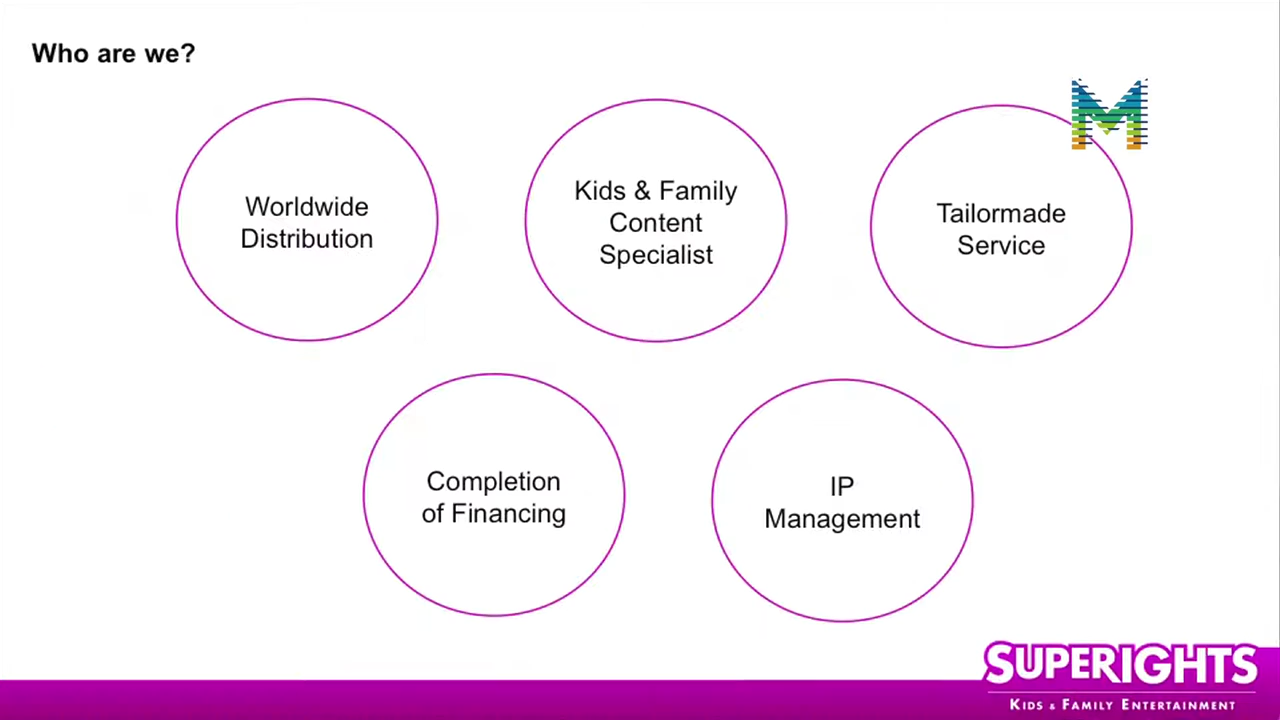 Who are we?
Worldwide
Distribution
Kids & Family
Content
Specialist
Tailormade
Service
M
Completion
of Financing
IP
Management
SUPERIGHTS
KIDS & FAMILY ENTERTAINMENT